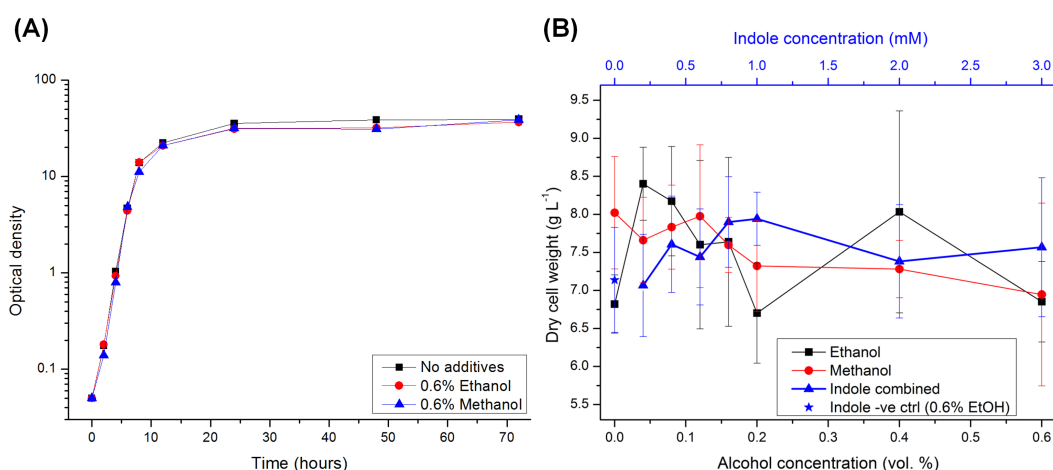 (A)
100
10
1
0.1
Optical density
0 10 20 30 40 50 60 70
Time (hours)
No additives
0.6% Ethanol
0.6% Methanol
(B)
Indole concentration (mM)
0.0 0.5 1.0 1.5 2.0 2.5 3.0
9.5
9.0
8.5
8.0
7.5
7.0
6.5
6.0
5.5
Dry cell weight (g L⁻¹)
Ethanol
Methanol
Indole combined
Indole -ve ctrl (0.6% EtOH)
0.0 0.1 0.2 0.3 0.4 0.5 0.6
Alcohol concentration (vol. %)